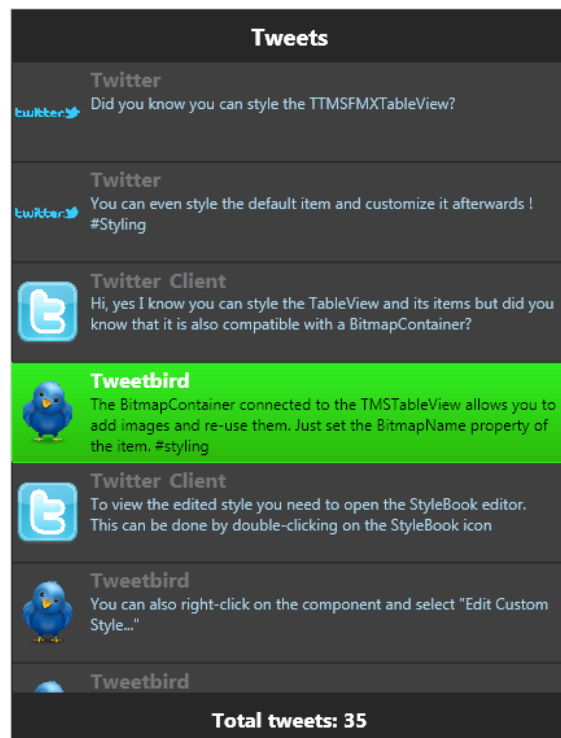 Tweets
Twitter
twitter
Did you know you can style the TTMSFMXTableView?
Twitter
twitter
You can even style the default item and customize it afterwards !
#Styling
Twitter Client
Hi, yes I know you can style the TableView and its items but did you
know that it is also compatible with a BitmapContainer?
Tweetbird
The BitmapContainer connected to the TMSTableView allows you to
add images and re-use them. Just set the BitmapName property of
the item. #styling
Twitter Client
To view the edited style you need to open the StyleBook editor.
This can be done by double-clicking on the StyleBook icon
Tweetbird
You can also right-click on the component and select "Edit Custom
Style..."
Tweetbird
Total tweets: 35